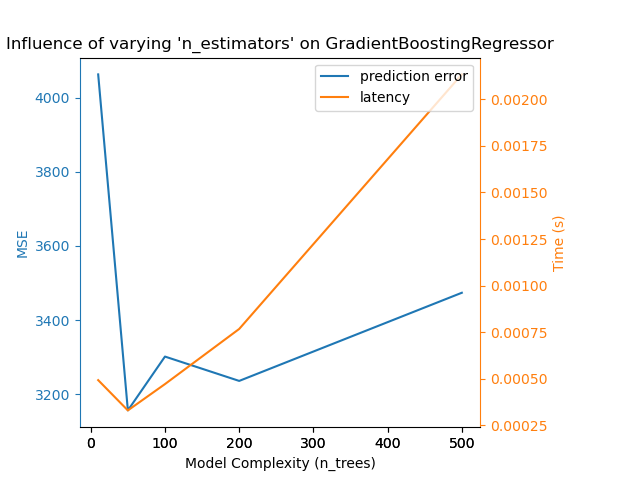 Influence of varying 'n_estimators' on GradientBoostingRegressor
prediction error
latency
4000
3800
3600
3400
3200
MSE
0.00200
0.00175
0.00150
0.00125
0.00100
0.00075
0.00050
0.00025
Time (s)
0 100 200 300 400 500
Model Complexity (n_trees)